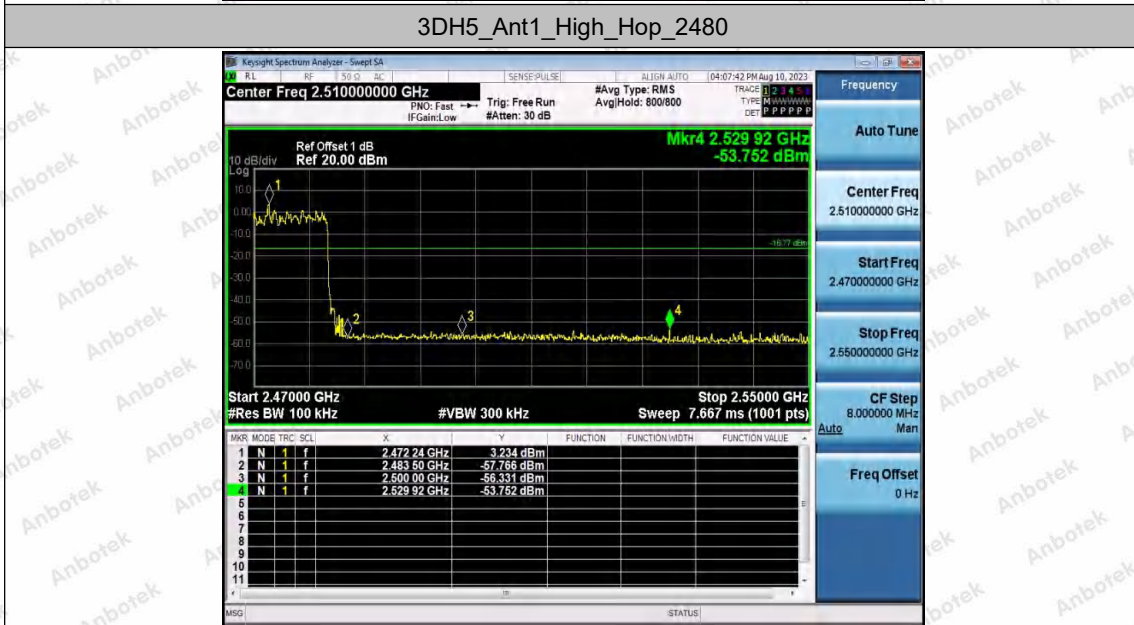 3DH5_Ant1_High_Hop_2480
Keysight Spectrum Analyzer - Swept SA
RL RF 50 Ω AC SENSE:PULSE ALIGN AUTO 04:07:42 PM Aug 10, 2023
Center Freq 2.510000000 GHz
PNO: Fast
IFGain:Low
Trig: Free Run
#Atten: 30 dB
#Avg Type: RMS
Avg|Hold: 800/800
TRACE 1 2 3 4 5 6
TYPE M W W W W W
DET P P P P P P
Frequency
Auto Tune
Center Freq
2.510000000 GHz
Start Freq
2.470000000 GHz
Stop Freq
2.550000000 GHz
CF Step
8.000000 MHz
Auto Man
Freq Offset
0 Hz
Mkr4 2.529 92 GHz
-53.752 dBm
Ref Offset 1 dB
10 dB/div Ref 20.00 dBm
Log
10.0
0.00
-10.0
-20.0
-30.0
-40.0
-50.0
-60.0
-70.0
1
2
3
4
-16.77 dBm
Start 2.47000 GHz Stop 2.55000 GHz
#Res BW 100 kHz #VBW 300 kHz Sweep 7.667 ms (1001 pts)
MKR MODE TRC SCL X Y FUNCTION FUNCTION WIDTH FUNCTION VALUE
1 N 1 f 2.472 24 GHz 3.234 dBm
2 N 1 f 2.483 50 GHz -57.766 dBm
3 N 1 f 2.500 00 GHz -56.331 dBm
4 N 1 f 2.529 92 GHz -53.752 dBm
5
6
7
8
9
10
11
MSG STATUS
Anbotek